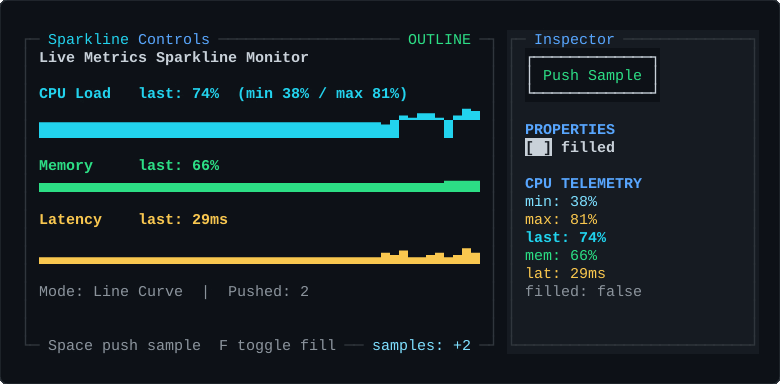 Sparkline Controls OUTLINE
Live Metrics Sparkline Monitor
CPU Load last: 74% (min 38% / max 81%)
Memory last: 66%
Latency last: 29ms
Mode: Line Curve | Pushed: 2
Space push sample F toggle fill samples: +2
Inspector
Push Sample
PROPERTIES
[ ] filled
CPU TELEMETRY
min: 38%
max: 81%
last: 74%
mem: 66%
lat: 29ms
filled: false